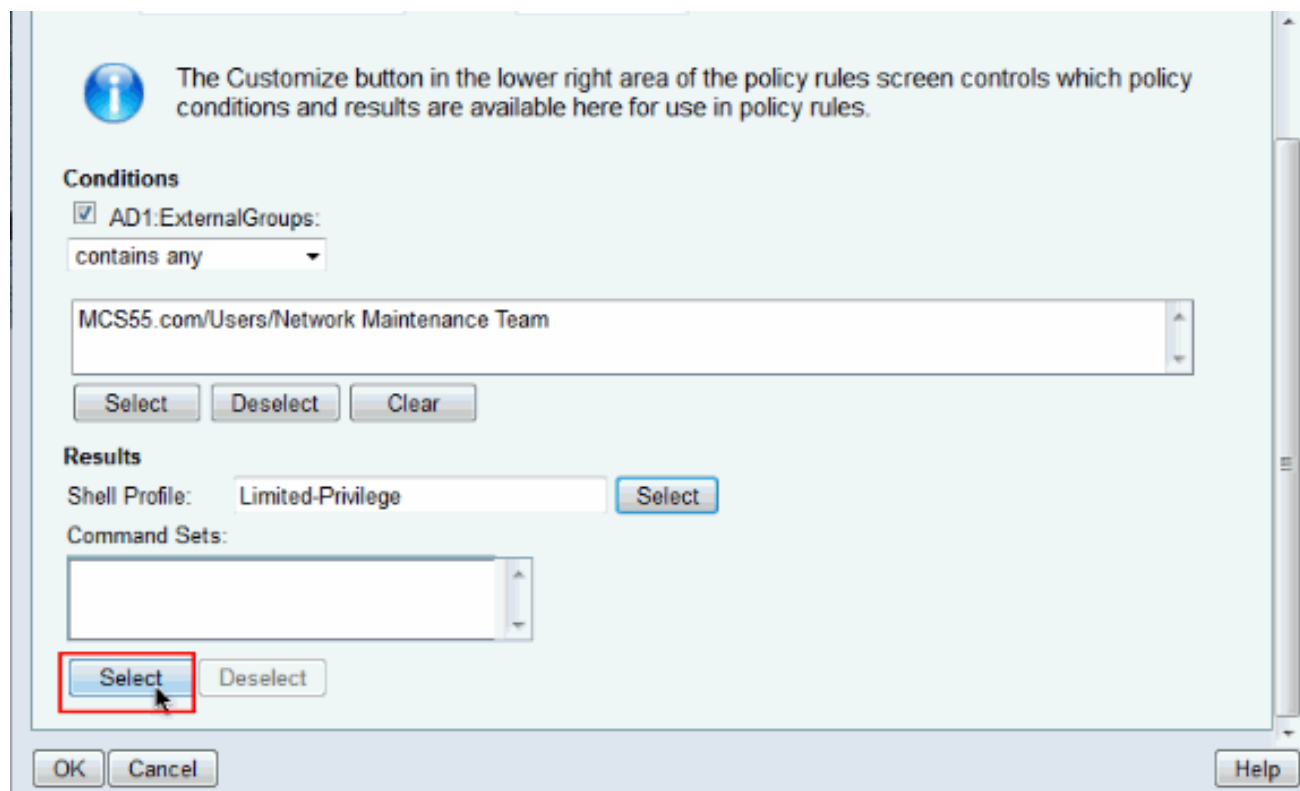 The Customize button in the lower right area of the policy rules screen controls which policy
conditions and results are available here for use in policy rules.
Conditions
AD1:ExternalGroups:
contains any
MCS55.com/Users/Network Maintenance Team
Select Deselect Clear
Results
Shell Profile: Limited-Privilege Select
Command Sets:
Select Deselect
OK Cancel Help